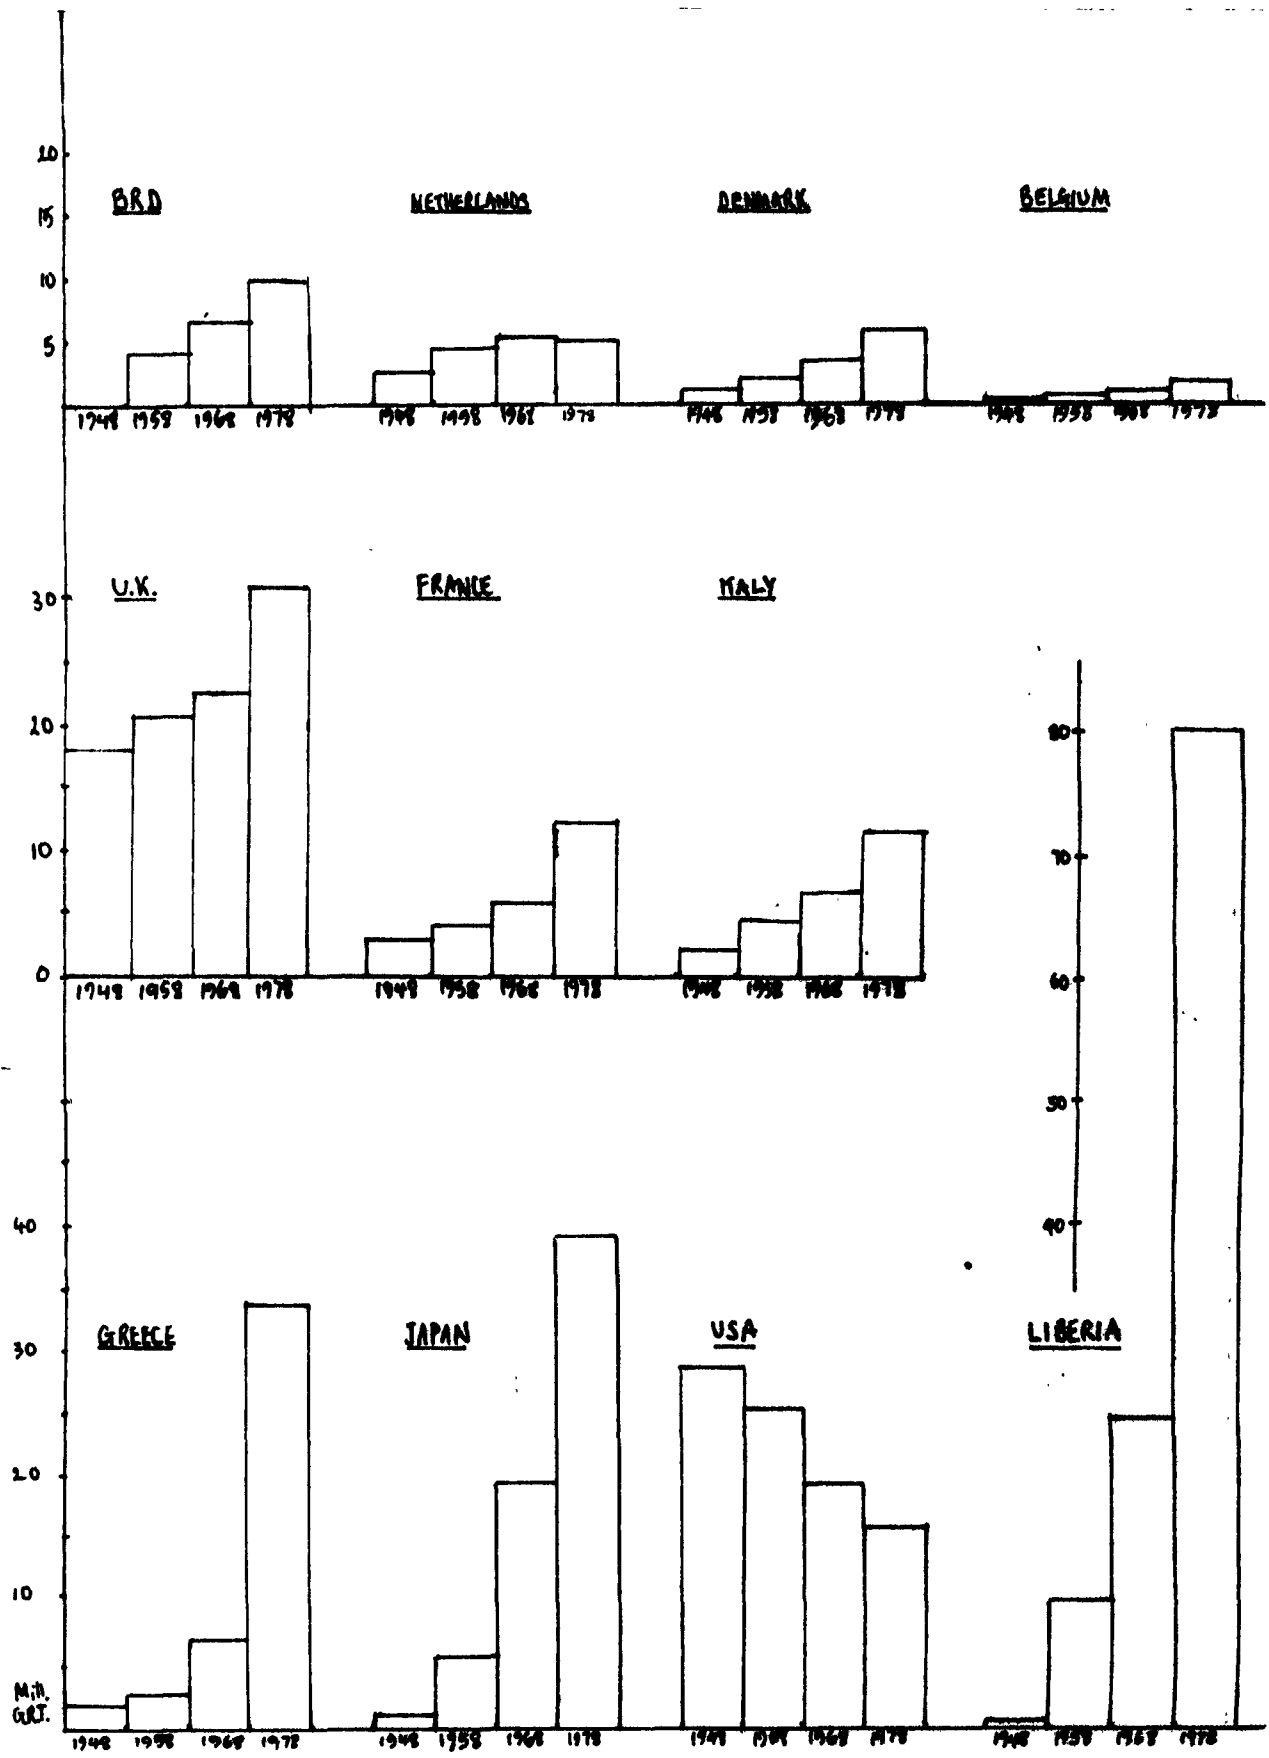 20
BRD NETHERLANDS DENMARK BELGIUM
15
10
5
1948 1958 1968 1978 1948 1958 1968 1978 1948 1958 1968 1978 1948 1958 1968 1978
U.K. FRANCE ITALY
30
20
10
0
1948 1958 1968 1978 1948 1958 1968 1978 1948 1958 1968 1978
80
70
60
50
40
40
GREECE JAPAN USA LIBERIA
30
20
10
Mill.
GRT.
1948 1958 1968 1978 1948 1958 1968 1978 1948 1958 1968 1978 1948 1958 1968 1978